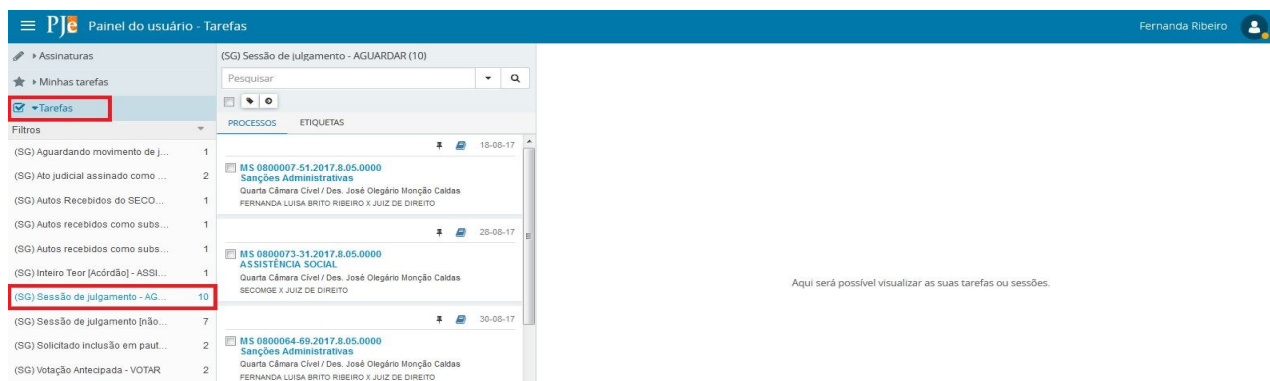 PJe Painel do usuário - Tarefas
Fernanda Ribeiro
Assinaturas
Minhas tarefas
Tarefas
Filtros
(SG) Aguardando movimento de j... 1
(SG) Ato judicial assinado como ... 2
(SG) Autos Recebidos do SECO... 1
(SG) Autos recebidos como subs... 1
(SG) Autos recebidos como subs... 1
(SG) Inteiro Teor [Acórdão] - ASSI... 1
(SG) Sessão de julgamento - AG... 10
(SG) Sessão de julgamento [não... 7
(SG) Solicitado inclusão em paut... 2
(SG) Votação Antecipada - VOTAR 2
(SG) Sessão de julgamento - AGUARDAR (10)
Pesquisar
PROCESSOS ETIQUETAS
18-08-17
MS 0800007-51.2017.8.05.0000
Sanções Administrativas
Quarta Câmara Cível / Des. José Olegário Monção Caldas
FERNANDA LUISA BRITO RIBEIRO X JUIZ DE DIREITO
28-08-17
MS 0800073-31.2017.8.05.0000
ASSISTÊNCIA SOCIAL
Quarta Câmara Cível / Des. José Olegário Monção Caldas
SECOMGE X JUIZ DE DIREITO
30-08-17
MS 0800064-69.2017.8.05.0000
Sanções Administrativas
Quarta Câmara Cível / Des. José Olegário Monção Caldas
FERNANDA LUISA BRITO RIBEIRO X JUIZ DE DIREITO
Aqui será possível visualizar as suas tarefas ou sessões.